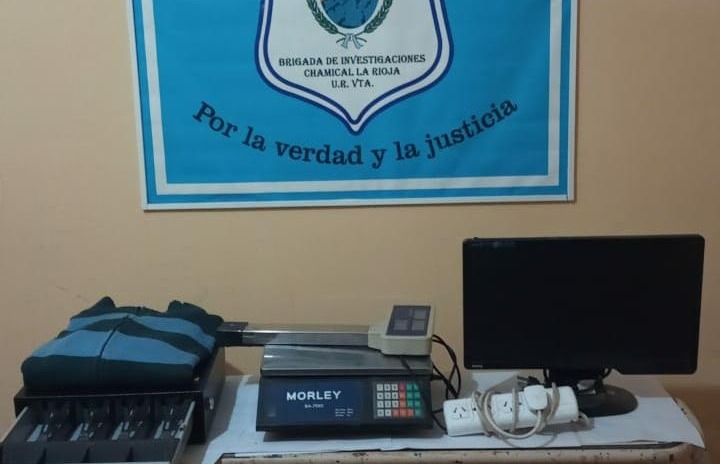 BRIGADA DE INVESTIGACIONES
CHAMICAL LA RIOJA
U.R. VTA.
Por la verdad y la justicia
MORLEY